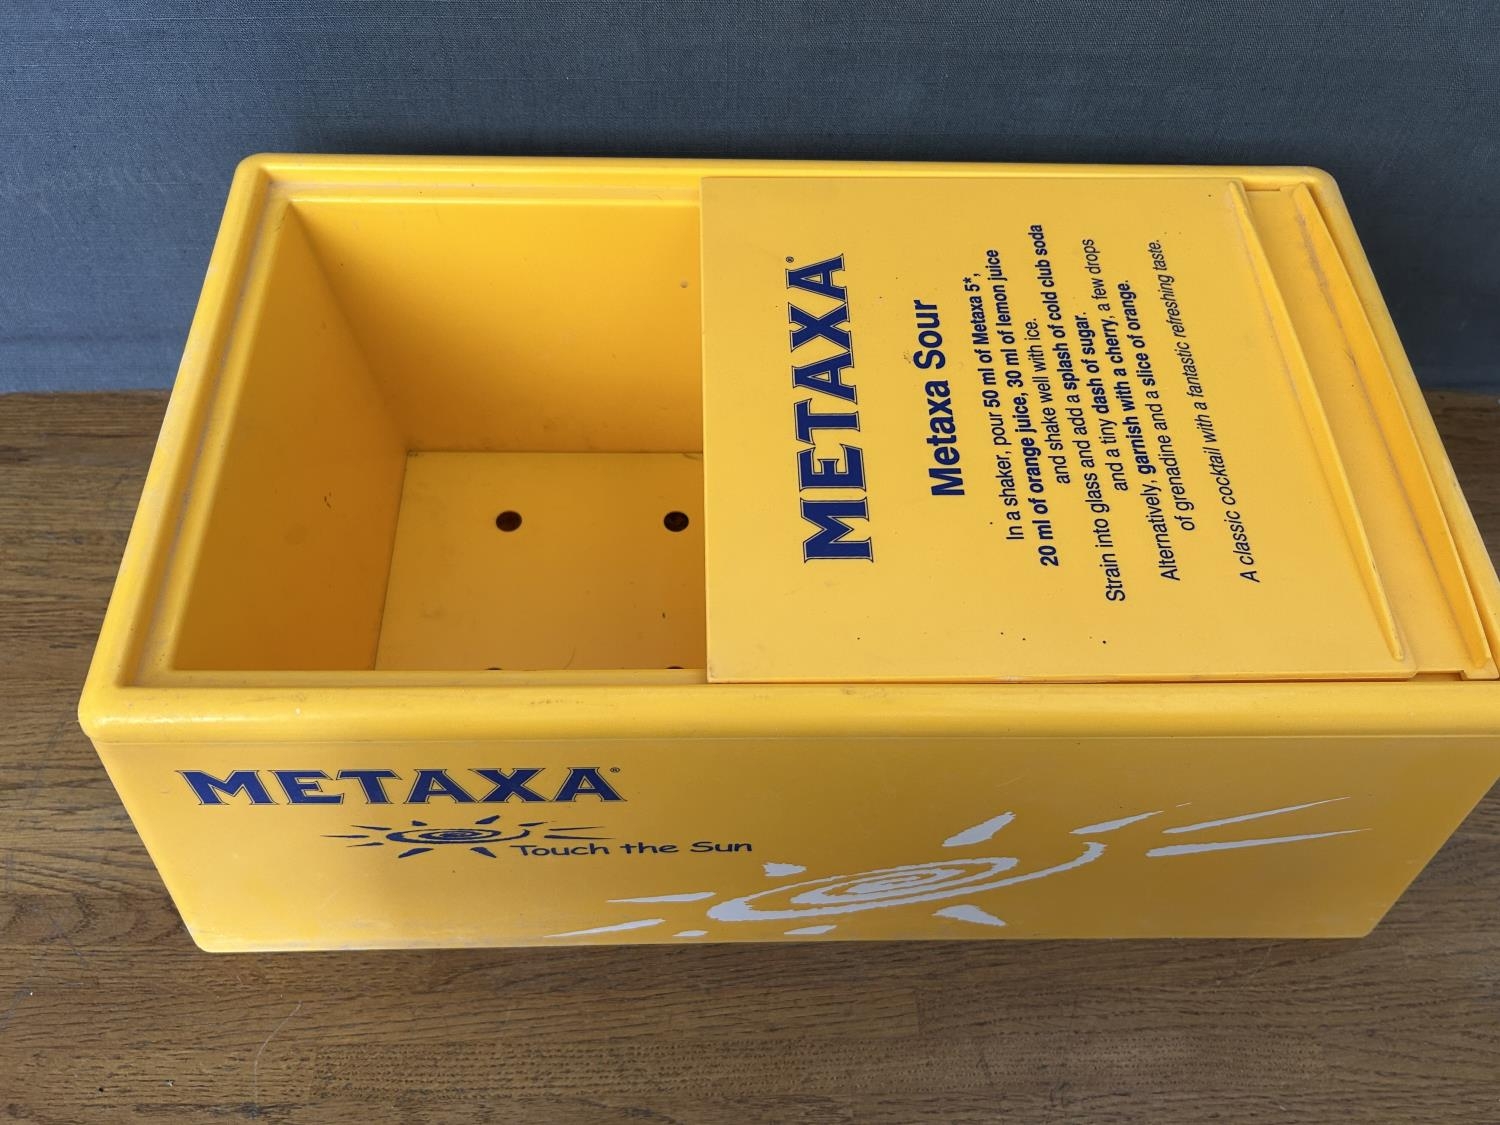 METAXA®
Metaxa Sour
In a shaker, pour 50 ml of Metaxa 5*,
20 ml of orange juice, 30 ml of lemon juice
and shake well with ice.
Strain into glass and add a splash of cold club soda
and a tiny dash of sugar.
Alternatively, garnish with a cherry, a few drops
of grenadine and a slice of orange.
A classic cocktail with a fantastic refreshing taste.
METAXA®
Touch the Sun